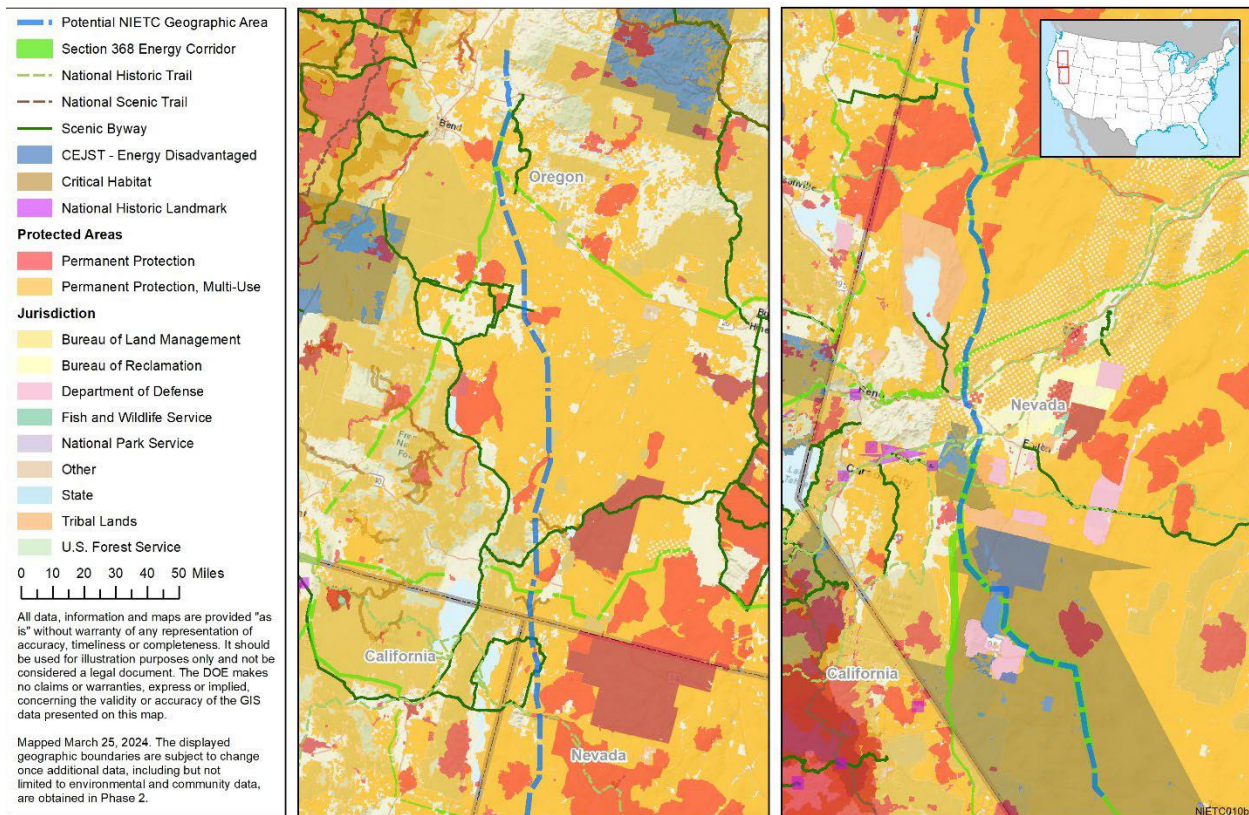 Potential NIETC Geographic Area
Section 368 Energy Corridor
National Historic Trail
National Scenic Trail
Scenic Byway
CEJST - Energy Disadvantaged
Critical Habitat
National Historic Landmark
Protected Areas
Permanent Protection
Permanent Protection, Multi-Use
Jurisdiction
Bureau of Land Management
Bureau of Reclamation
Department of Defense
Fish and Wildlife Service
National Park Service
Other
State
Tribal Lands
U.S. Forest Service
0 10 20 30 40 50 Miles
All data, information and maps are provided "as
is" without warranty of any representation of
accuracy, timeliness or completeness. It should
be used for illustration purposes only and not be
considered a legal document. The DOE makes
no claims or warranties, express or implied,
concerning the validity or accuracy of the GIS
data presented on this map.
Mapped March 25, 2024. The displayed
geographic boundaries are subject to change
once additional data, including but not
limited to environmental and community data,
are obtained in Phase 2.
Bend
Oregon
California
Nevada
Nevada
California
95
NIETC010b